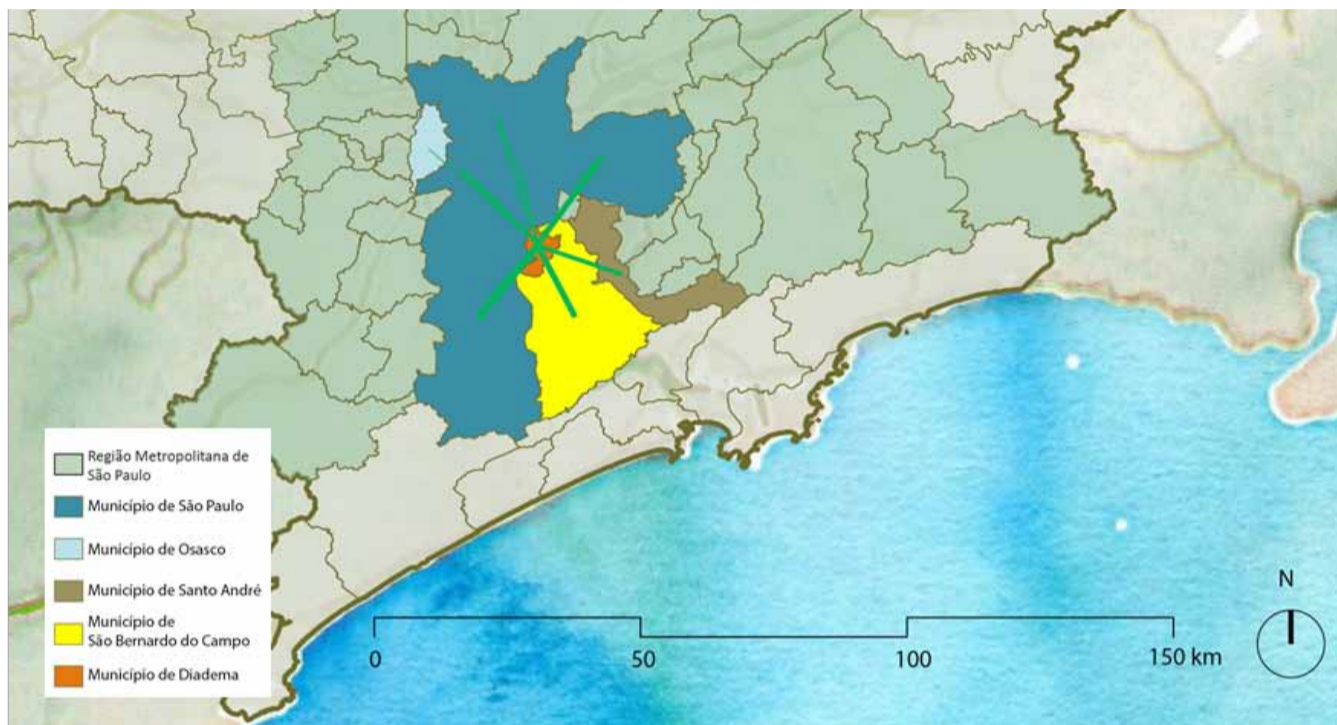 Região Metropolitana de
São Paulo
Município de São Paulo
Município de Osasco
Município de Santo André
Município de
São Bernardo do Campo
Município de Diadema
0
50
100
150 km
N